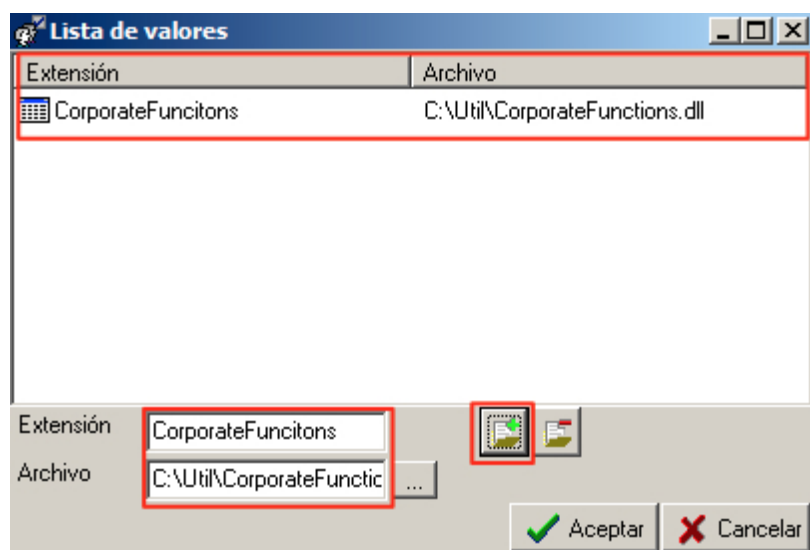 Lista de valores
Extensión Archivo
CorporateFuncitons C:\Util\CorporateFunctions.dll
Extensión CorporateFuncitons
Archivo C:\Util\CorporateFunctic ...
Aceptar Cancelar